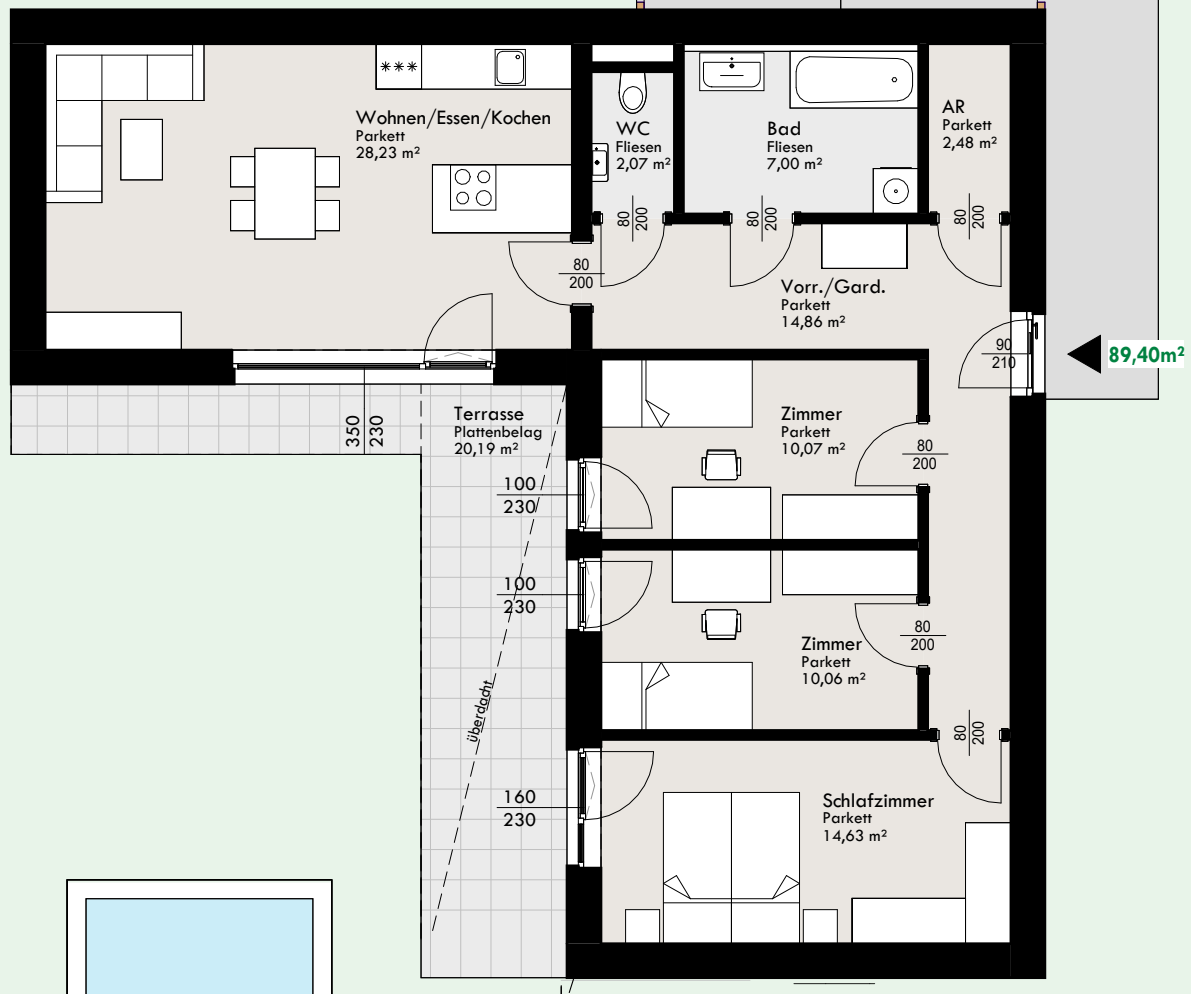 Wohnen/Essen/Kochen
Parkett
28,23 m²
WC
Fliesen
2,07 m²
Bad
Fliesen
7,00 m²
AR
Parkett
2,48 m²
80
200
80
200
80
200
80
200
Vorr./Gard.
Parkett
14,86 m²
90
210
89,40m²
350
230
Terrasse
Plattenbelag
20,19 m²
Zimmer
Parkett
10,07 m²
80
200
100
230
100
230
Zimmer
Parkett
10,06 m²
80
200
überdacht
80
200
160
230
Schlafzimmer
Parkett
14,63 m²